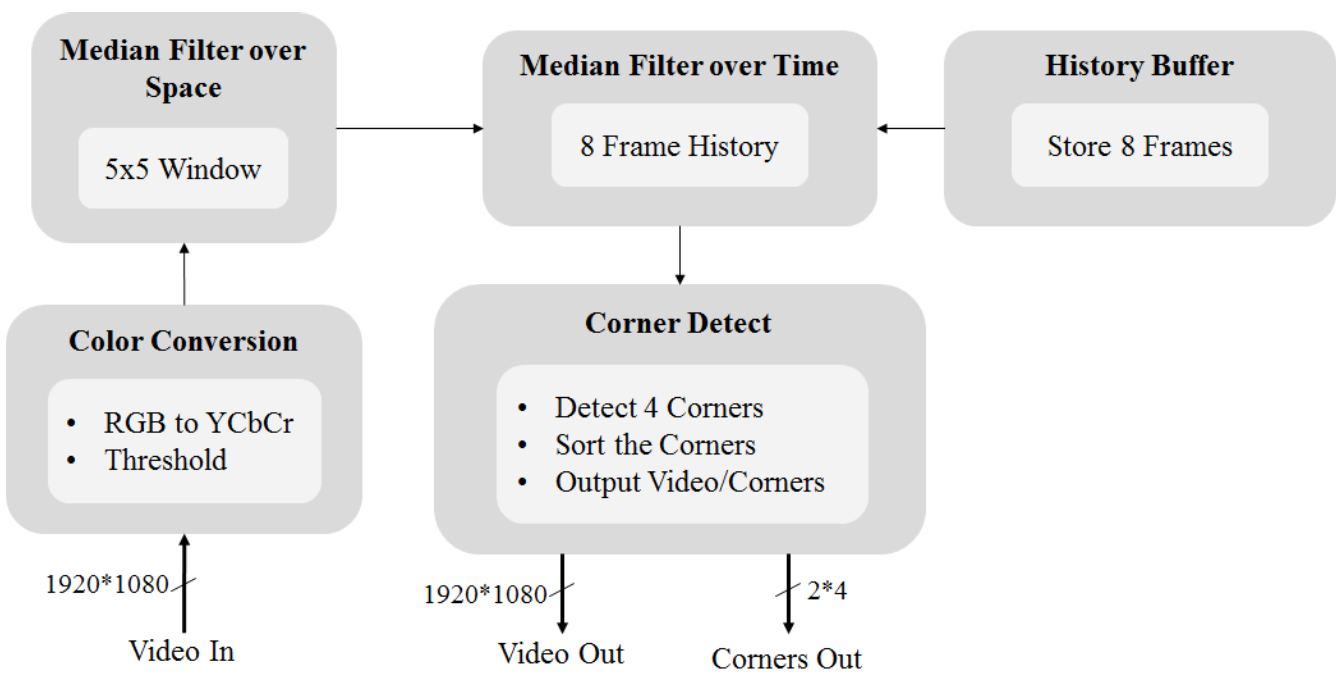 Median Filter over
Space
5x5 Window
Median Filter over Time
8 Frame History
History Buffer
Store 8 Frames
Color Conversion
• RGB to YCbCr
• Threshold
Corner Detect
• Detect 4 Corners
• Sort the Corners
• Output Video/Corners
1920*1080
Video In
1920*1080
Video Out
2*4
Corners Out